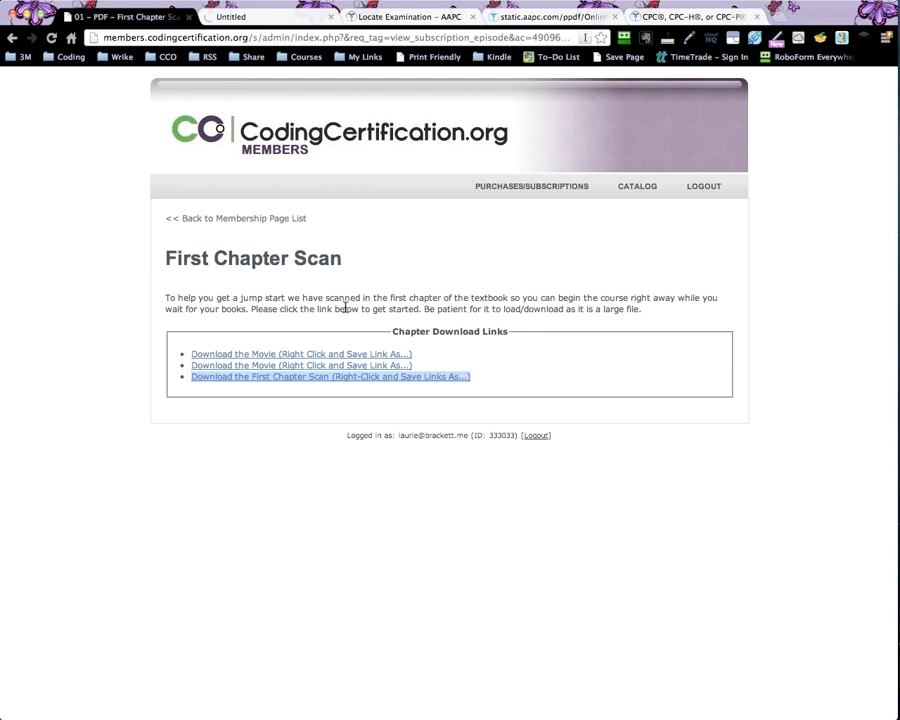 01 – PDF – First Chapter Sc
Untitled
Locate Examination – AAPC
static.aapc.com/ppdf/Onlin
CPC®, CPC-H®, or CPC-P®
members.codingcertification.org/s/admin/index.php?&req_tag=view_subscription_episode&ac=49096...
3M
Coding
Wrike
CCO
RSS
Share
Courses
My Links
Print Friendly
Kindle
To-Do List
Save Page
TimeTrade – Sign In
RoboForm Everywhe
New
CCO | CodingCertification.org
MEMBERS
PURCHASES/SUBSCRIPTIONS
CATALOG
LOGOUT
<< Back to Membership Page List
First Chapter Scan
To help you get a jump start we have scanned in the first chapter of the textbook so you can begin the course right away while you
wait for your books. Please click the link below to get started. Be patient for it to load/download as it is a large file.
Chapter Download Links
Download the Movie (Right Click and Save Link As...)
Download the Movie (Right Click and Save Link As...)
Download the First Chapter Scan (Right-Click and Save Links As...)
Logged in as: laurie@brackett.me (ID: 333033) [Logout]